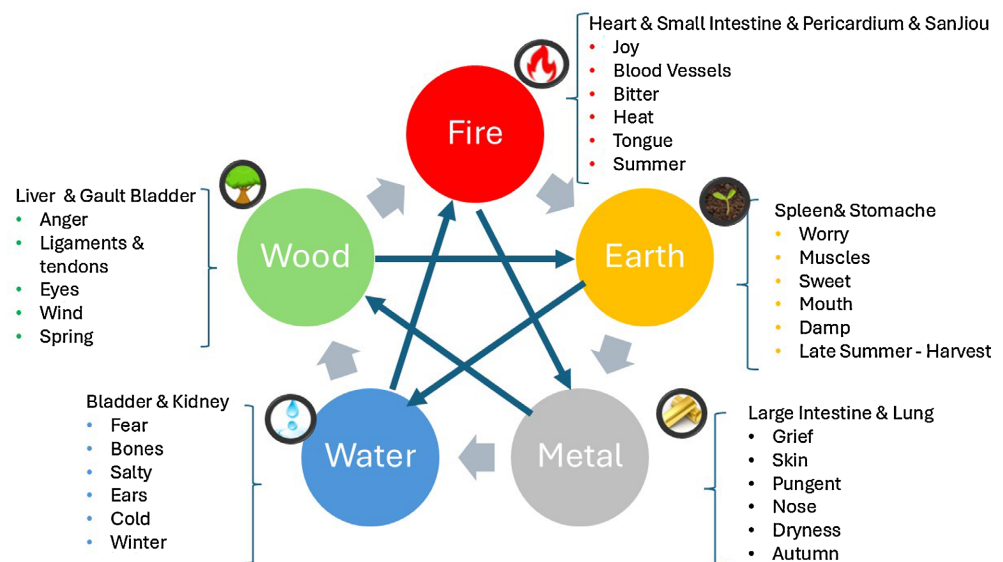 Heart & Small Intestine & Pericardium & SanJiou
Joy
Blood Vessels
Bitter
Heat
Tongue
Summer
Fire
Liver & Gault Bladder
Anger
Ligaments &
tendons
Eyes
Wind
Spring
Wood
Earth
Spleen& Stomache
Worry
Muscles
Sweet
Mouth
Damp
Late Summer - Harvest
Bladder & Kidney
Fear
Bones
Salty
Ears
Cold
Winter
Water
Metal
Large Intestine & Lung
Grief
Skin
Pungent
Nose
Dryness
Autumn